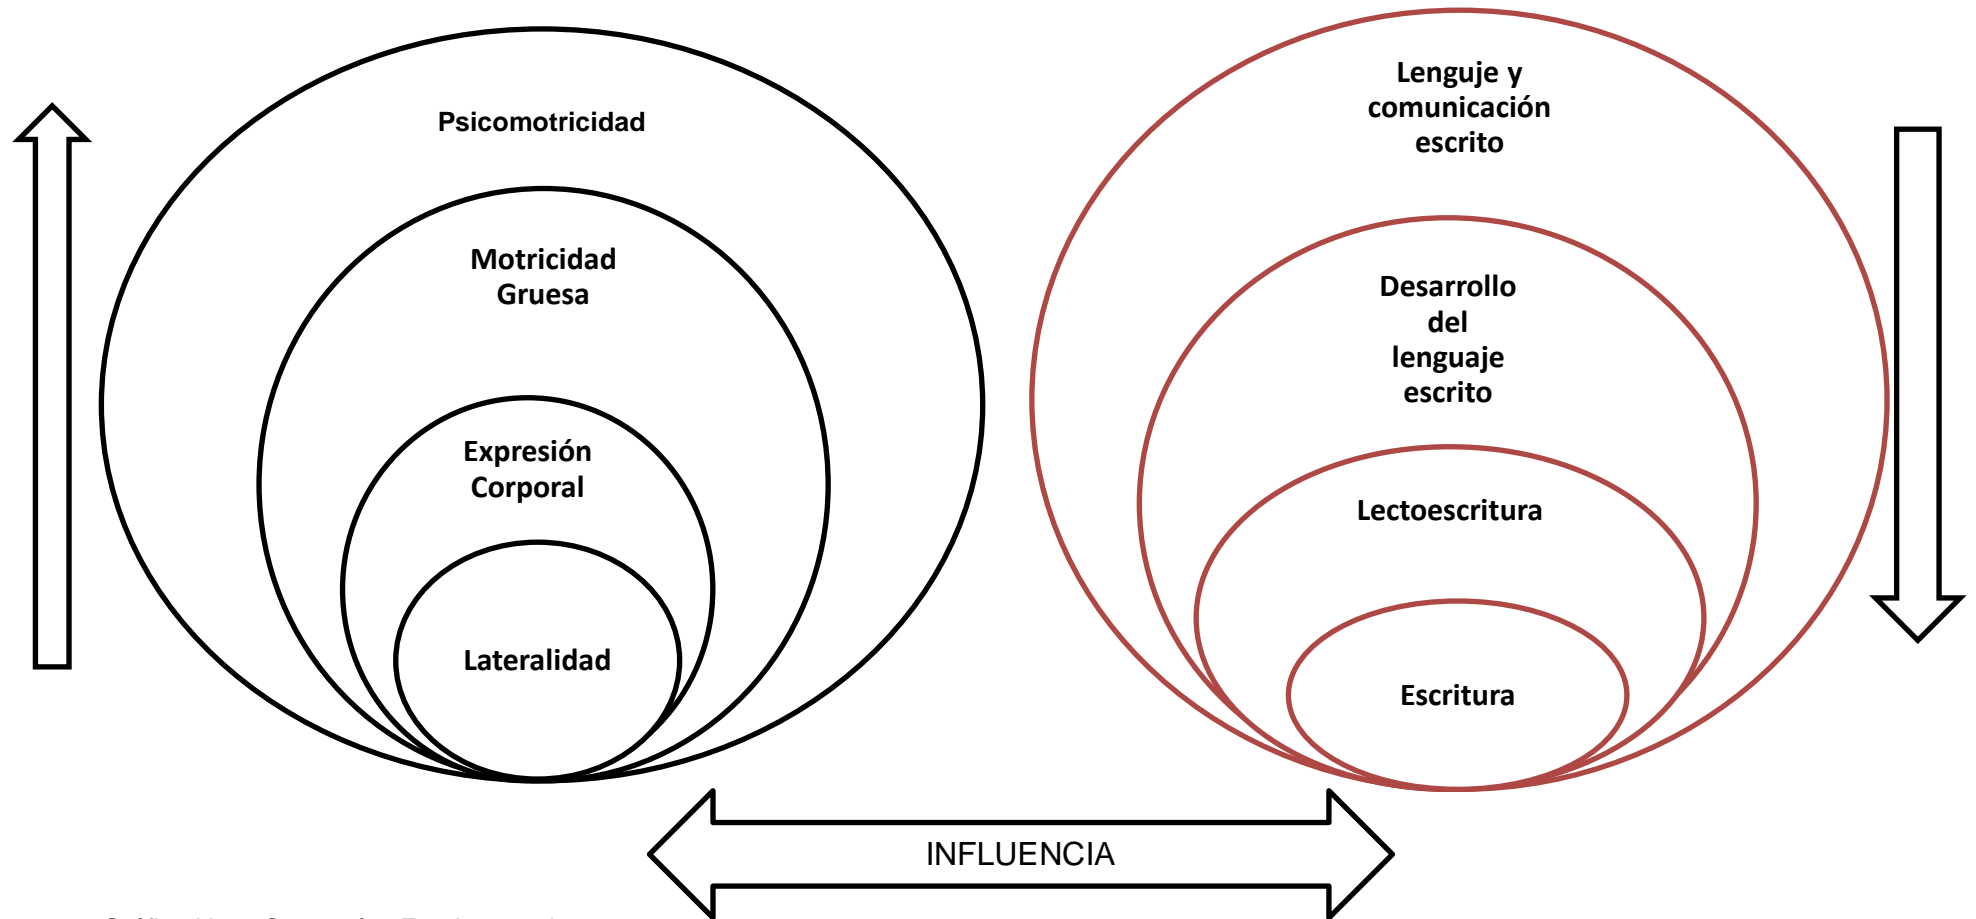 Psicomotricidad
Motricidad
Gruesa
Expresión
Corporal
Lateralidad
Lenguje y
comunicación
escrito
Desarrollo
del
lenguaje
escrito
Lectoescritura
Escritura
INFLUENCIA